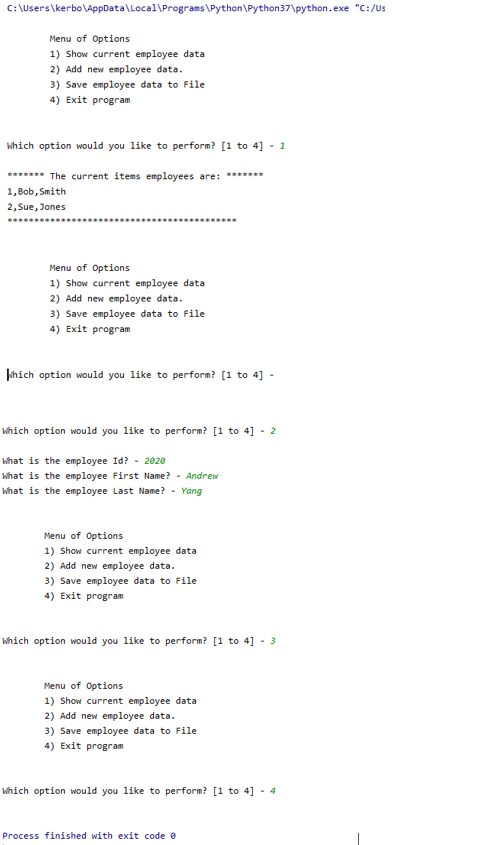 C:\Users\kerbo\AppData\Local\Programs\Python\Python37\python.exe "C:/Us
Menu of Options
1) Show current employee data
2) Add new employee data.
3) Save employee data to File
4) Exit program
Which option would you like to perform? [1 to 4] - 1
******* The current items employees are: *******
1,Bob,Smith
2,Sue,Jones
*******************************************
Menu of Options
1) Show current employee data
2) Add new employee data.
3) Save employee data to File
4) Exit program
Which option would you like to perform? [1 to 4] -
Which option would you like to perform? [1 to 4] - 2
What is the employee Id? - 2020
What is the employee First Name? - Andrew
What is the employee Last Name? - Yang
Menu of Options
1) Show current employee data
2) Add new employee data.
3) Save employee data to File
4) Exit program
Which option would you like to perform? [1 to 4] - 3
Menu of Options
1) Show current employee data
2) Add new employee data.
3) Save employee data to File
4) Exit program
Which option would you like to perform? [1 to 4] - 4
Process finished with exit code 0